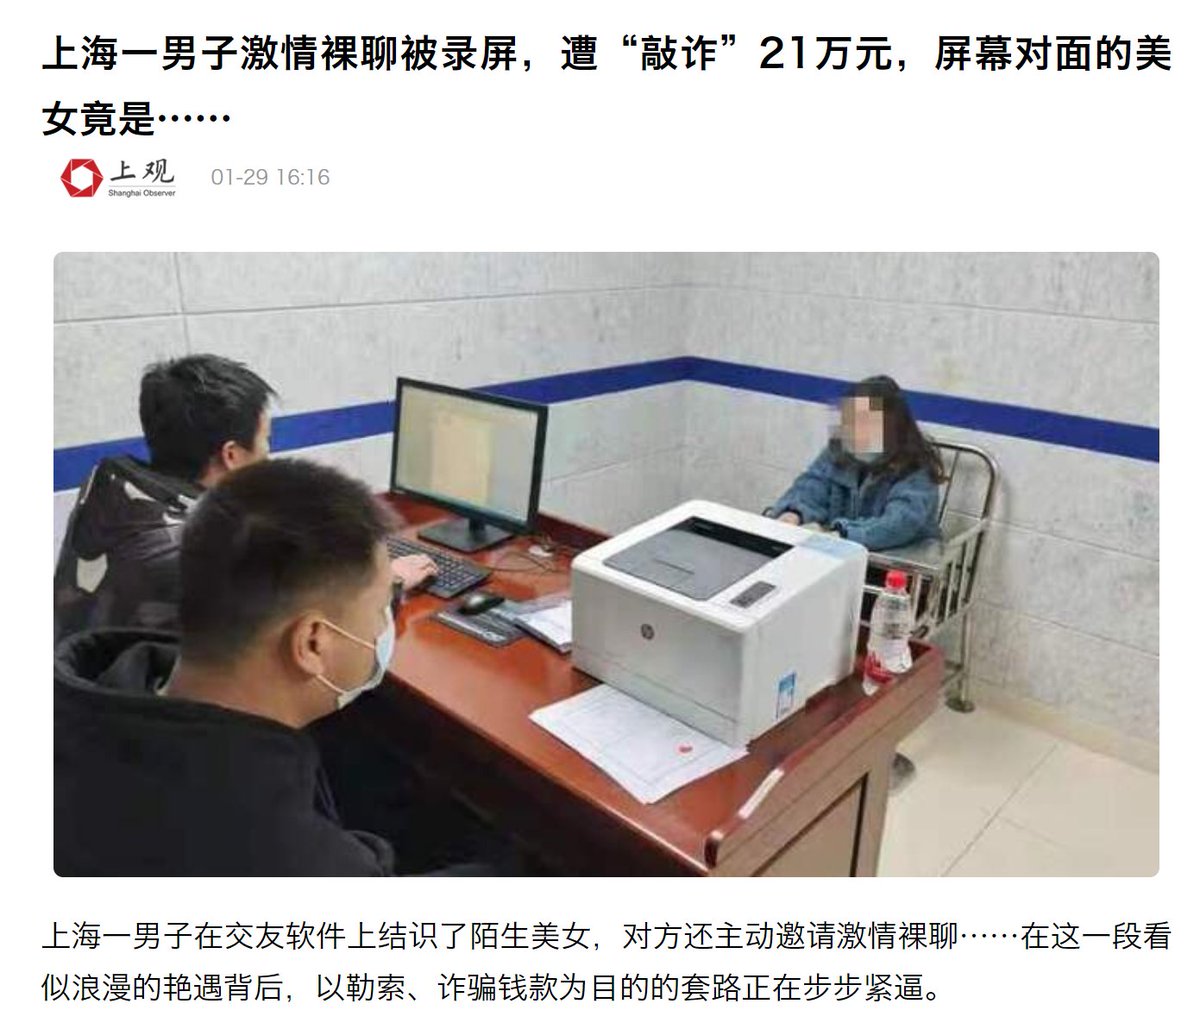 上海一男子激情裸聊被录屏，遭“敲诈”21万元，屏幕对面的美
女竟是……
上观
Shanghai Observer
01-29 16:16
上海一男子在交友软件上结识了陌生美女，对方还主动邀请激情裸聊……在这一段看
似浪漫的艳遇背后，以勒索、诈骗钱款为目的的套路正在步步紧逼。